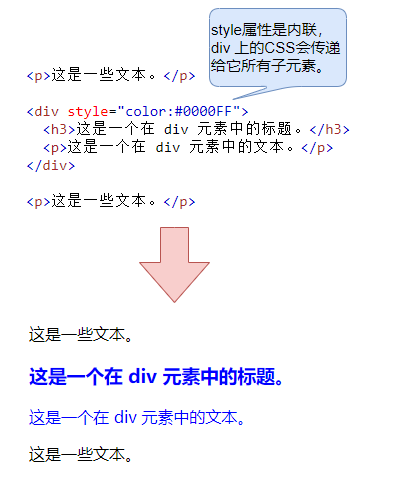 style属性是内联，
div 上的CSS会传递
给它所有子元素。
<p>这是一些文本。</p>
<div style="color:#0000FF">
<h3>这是一个在 div 元素中的标题。</h3>
<p>这是一个在 div 元素中的文本。</p>
</div>
<p>这是一些文本。</p>
这是一些文本。
这是一个在 div 元素中的标题。
这是一个在 div 元素中的文本。
这是一些文本。